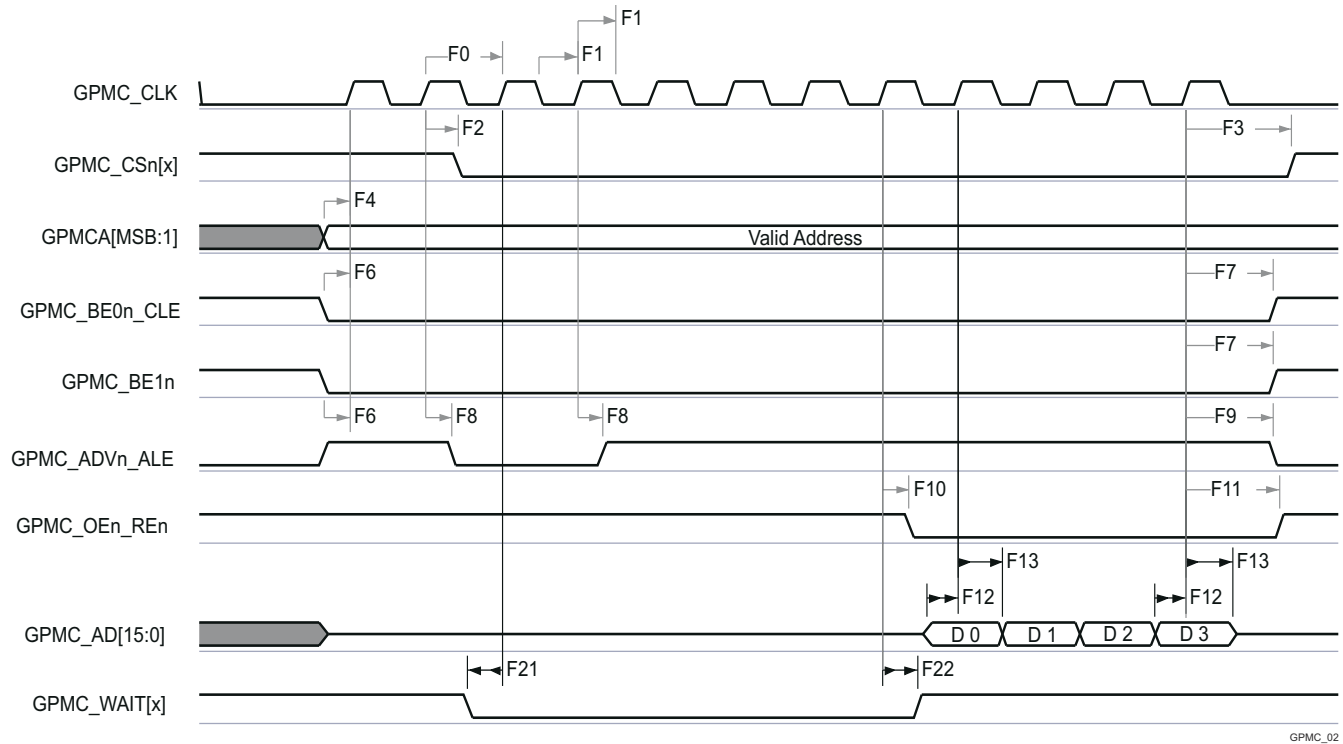 F1
F0
F1
GPMC_CLK
F2
F3
GPMC_CSn[x]
F4
GPMCA[MSB:1]
Valid Address
F6
F7
GPMC_BE0n_CLE
F7
GPMC_BE1n
F6
F8
F8
F9
GPMC_ADVn_ALE
F10
F11
GPMC_OEn_REn
F13
F13
F12
F12
GPMC_AD[15:0]
D 0
D 1
D 2
D 3
F21
F22
GPMC_WAIT[x]
GPMC_02